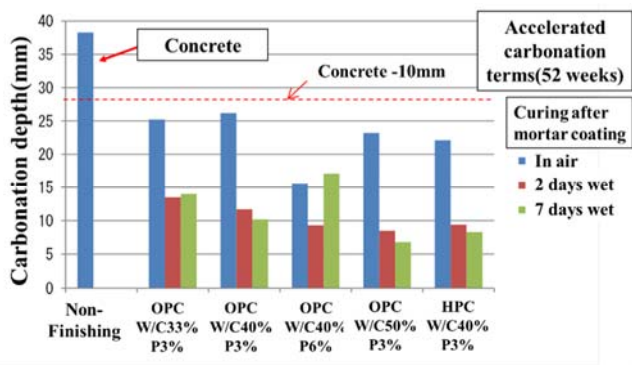 Carbonation depth(mm)
40
35
30
25
20
15
10
5
0
Concrete
Concrete -10mm
Accelerated
carbonation
terms(52 weeks)
Curing after
mortar coating
In air
2 days wet
7 days wet
Non-
Finishing
OPC
W/C33%
P3%
OPC
W/C40%
P3%
OPC
W/C40%
P6%
OPC
W/C50%
P3%
HPC
W/C40%
P3%